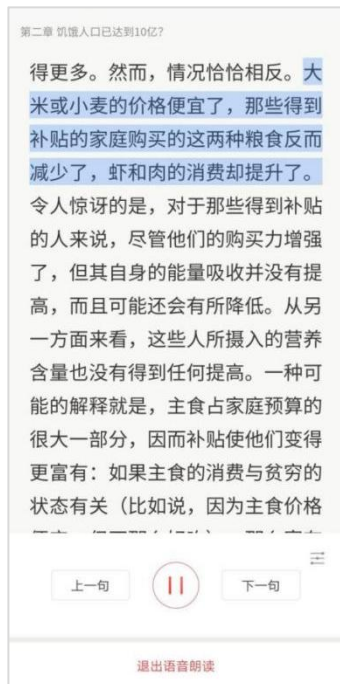 第二章 饥饿人口已达到10亿?
得更多。然而，情况恰恰相反。大
米或小麦的价格便宜了，那些得到
补贴的家庭购买的这两种粮食反而
减少了，虾和肉的消费却提升了。
令人惊讶的是，对于那些得到补贴
的人来说，尽管他们的购买力增强
了，但其自身的能量吸收并没有提
高，而且可能还会有所降低。从另
一方面来看，这些人所摄入的营养
含量也没有得到任何提高。一种可
能的解释就是，主食占家庭预算的
很大一部分，因而补贴使他们变得
更富有：如果主食的消费与贫穷的
状态有关（比如说，因为主食价格
上一句
下一句
退出语音朗读